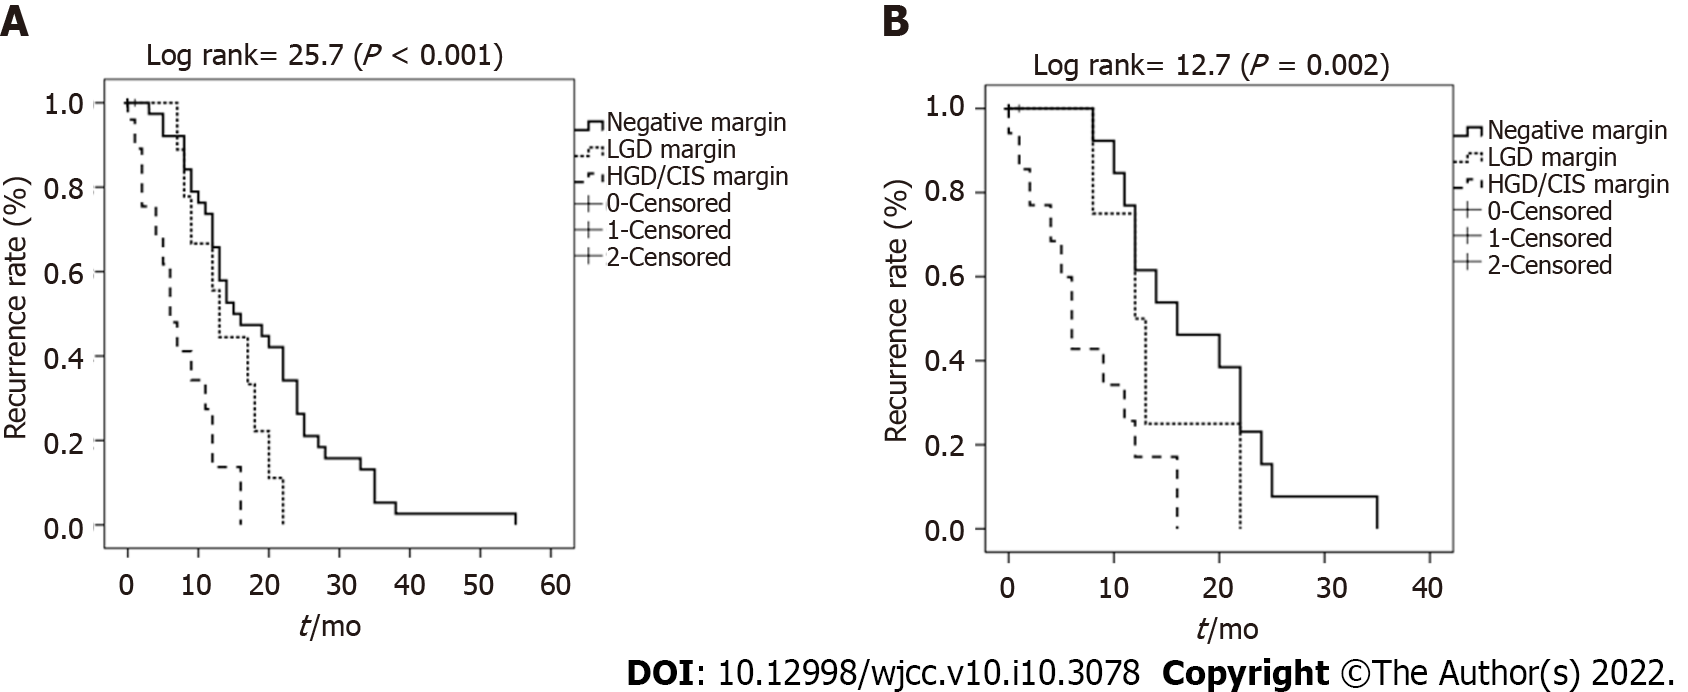 A
Log rank= 25.7 (P < 0.001)
Recurrence rate (%)
1.0
0.8
0.6
0.4
0.2
0.0
0 10 20 30 40 50 60
t/mo
Negative margin
LGD margin
HGD/CIS margin
0-Censored
1-Censored
2-Censored
B
Log rank= 12.7 (P = 0.002)
Recurrence rate (%)
1.0
0.8
0.6
0.4
0.2
0.0
0 10 20 30 40
t/mo
Negative margin
LGD margin
HGD/CIS margin
0-Censored
1-Censored
2-Censored
DOI: 10.12998/wjcc.v10.i10.3078 Copyright ©The Author(s) 2022.